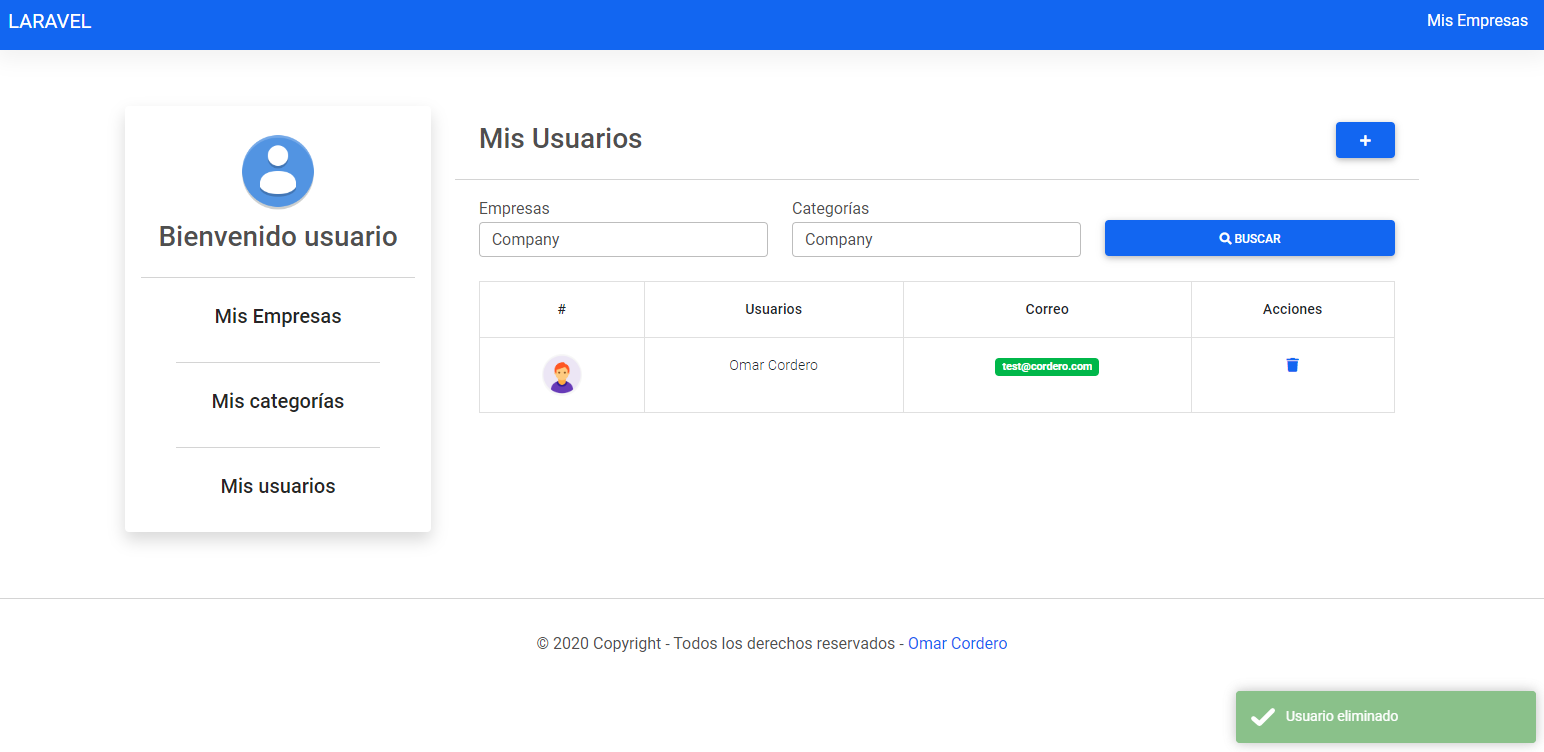 LARAVEL
Mis Empresas
Bienvenido usuario
Mis Empresas
Mis categorías
Mis usuarios
Mis Usuarios
+
Empresas
Categorías
Company
Company
BUSCAR
# Usuarios Correo Acciones
Omar Cordero test@cordero.com
© 2020 Copyright - Todos los derechos reservados - Omar Cordero
Usuario eliminado